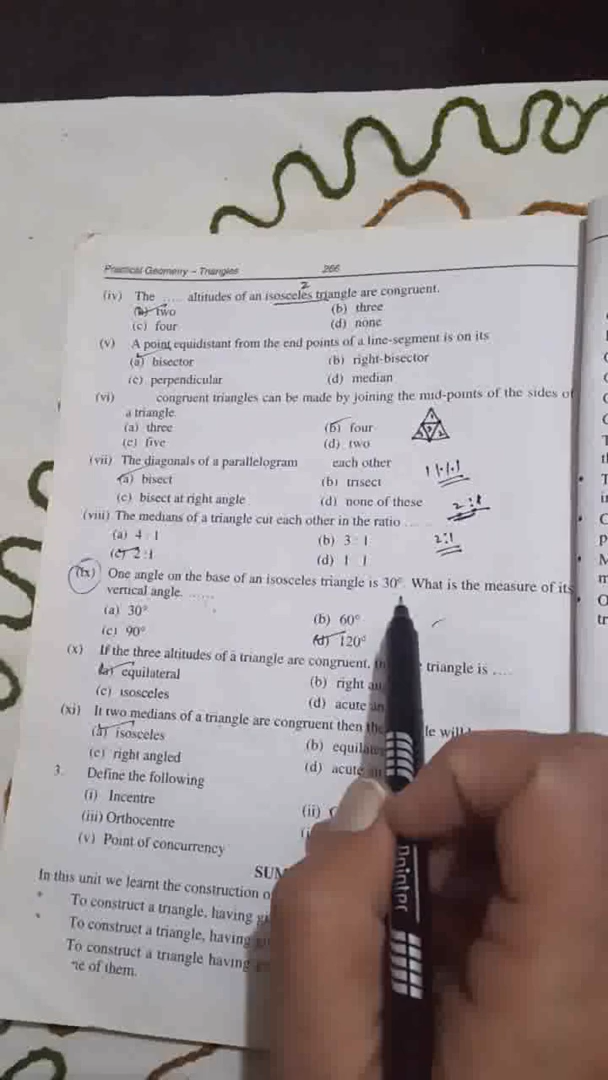 Practical Geometry – Triangles 266
2
(iv) The .... altitudes of an isosceles triangle are congruent.
(a) two (b) three
(c) four (d) none
(v) A point equidistant from the end points of a line-segment is on its
(a) bisector (b) right-bisector
(c) perpendicular (d) median
(vi) congruent triangles can be made by joining the mid-points of the sides of
a triangle.
(a) three (b) four
(c) five (d) two
(vii) The diagonals of a parallelogram each other
(a) bisect (b) trisect
(c) bisect at right angle (d) none of these
2:1
(viii) The medians of a triangle cut each other in the ratio ....
(a) 4 : 1 (b) 3 : 1 2:1
(c) 2 : 1 (d) 1 : 1
(ix) One angle on the base of an isosceles triangle is 30°. What is the measure of its
vertical angle. ......
(a) 30° (b) 60°
(c) 90° (d) 120°
(x) If the three altitudes of a triangle are congruent, triangle is ....
(a) equilateral (b) right
(c) isosceles (d) acute
(xi) If two medians of a triangle are congruent then
(a) isosceles (b)
(c) right angled (d) acute
3. Define the following
(i) Incentre (ii)
(iii) Orthocentre
(v) Point of concurrency
In this unit we learnt the construction
• To construct a triangle, having
• To construct a triangle, having
To construct a triangle having
of them.
Pointer